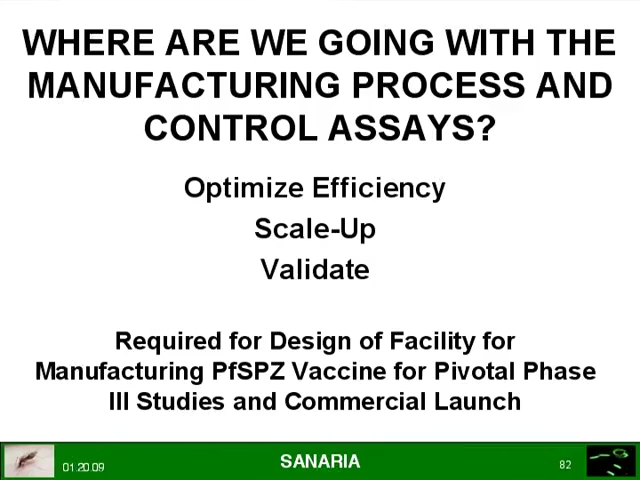 WHERE ARE WE GOING WITH THE
MANUFACTURING PROCESS AND
CONTROL ASSAYS?
Optimize Efficiency
Scale-Up
Validate
Required for Design of Facility for
Manufacturing PfSPZ Vaccine for Pivotal Phase
III Studies and Commercial Launch
01.20.09
SANARIA
82